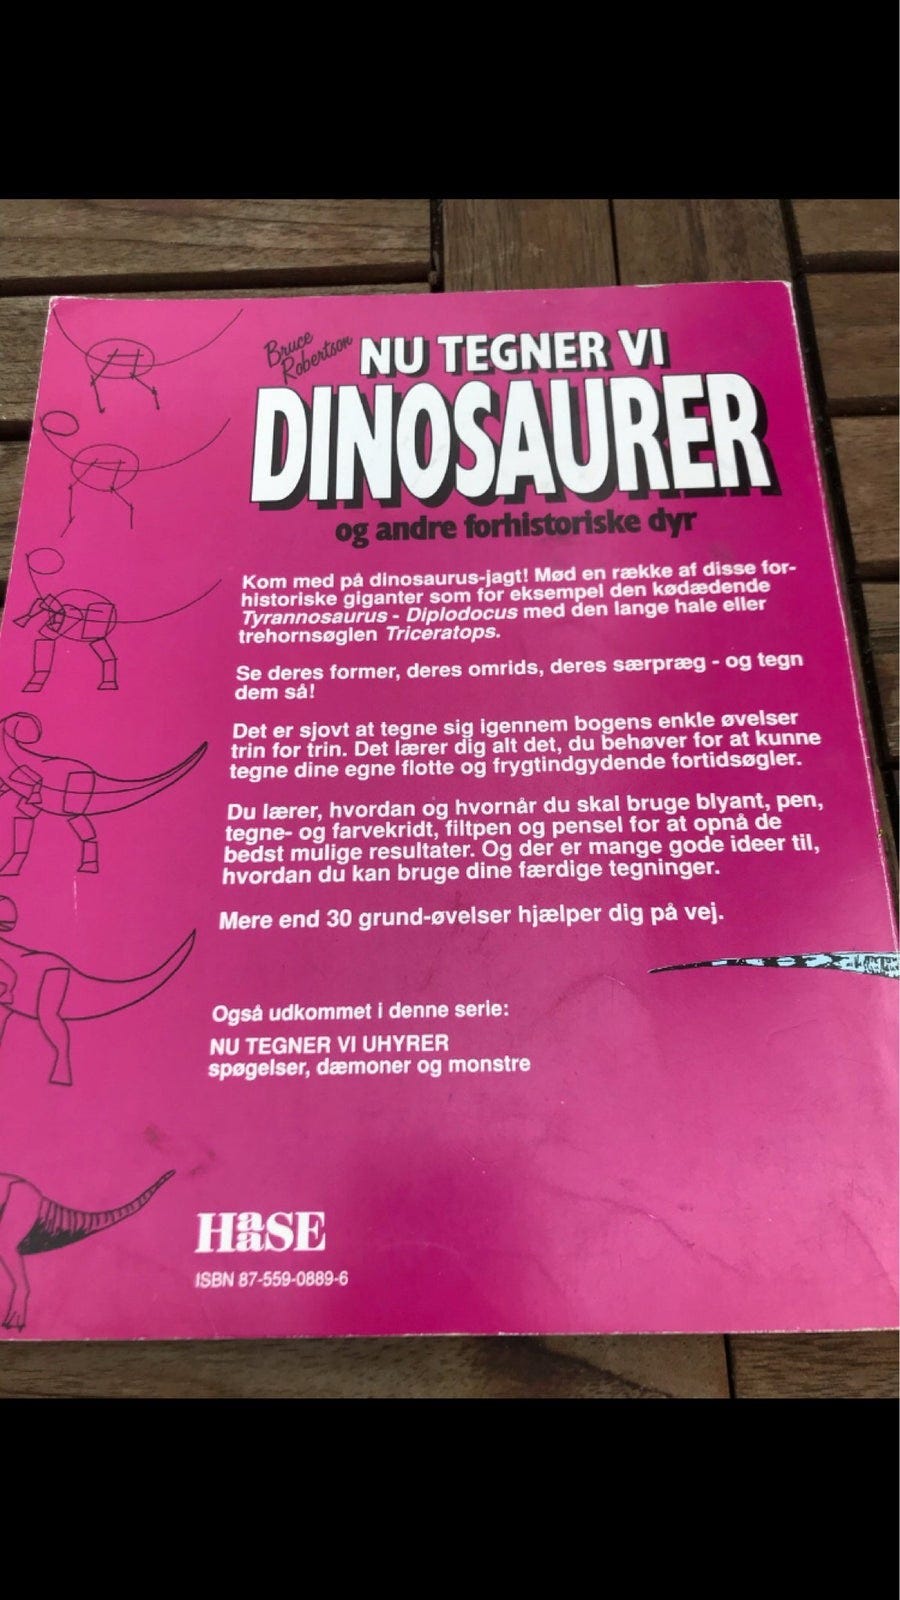 Bruce
Robertson
NU TEGNER VI
DINOSAURER
og andre forhistoriske dyr
Kom med på dinosaurus-jagt! Mød en række af disse for-
historiske giganter som for eksempel den kødædende
Tyrannosaurus - Diplodocus med den lange hale eller
trehornsøglen Triceratops.
Se deres former, deres omrids, deres særpræg - og tegn
dem så!
Det er sjovt at tegne sig igennem bogens enkle øvelser
trin for trin. Det lærer dig alt det, du behøver for at kunne
tegne dine egne flotte og frygtindgydende fortidsøgler.
Du lærer, hvordan og hvornår du skal bruge blyant, pen,
tegne- og farvekridt, filtpen og pensel for at opnå de
bedst mulige resultater. Og der er mange gode ideer til,
hvordan du kan bruge dine færdige tegninger.
Mere end 30 grund-øvelser hjælper dig på vej.
Også udkommet i denne serie:
NU TEGNER VI UHYRER
spøgelser, dæmoner og monstre
HaaSE
ISBN 87-559-0889-6